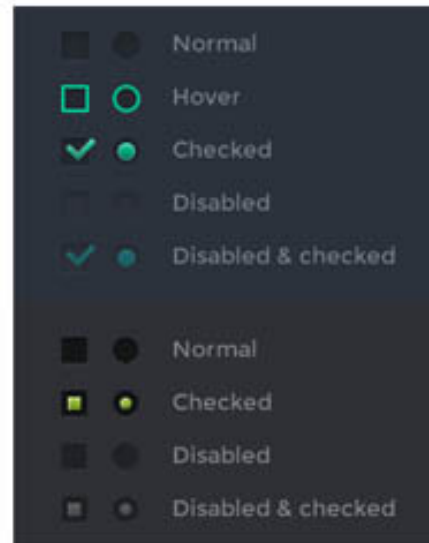 Normal
Hover
Checked
Disabled
Disabled & checked
Normal
Checked
Disabled
Disabled & checked